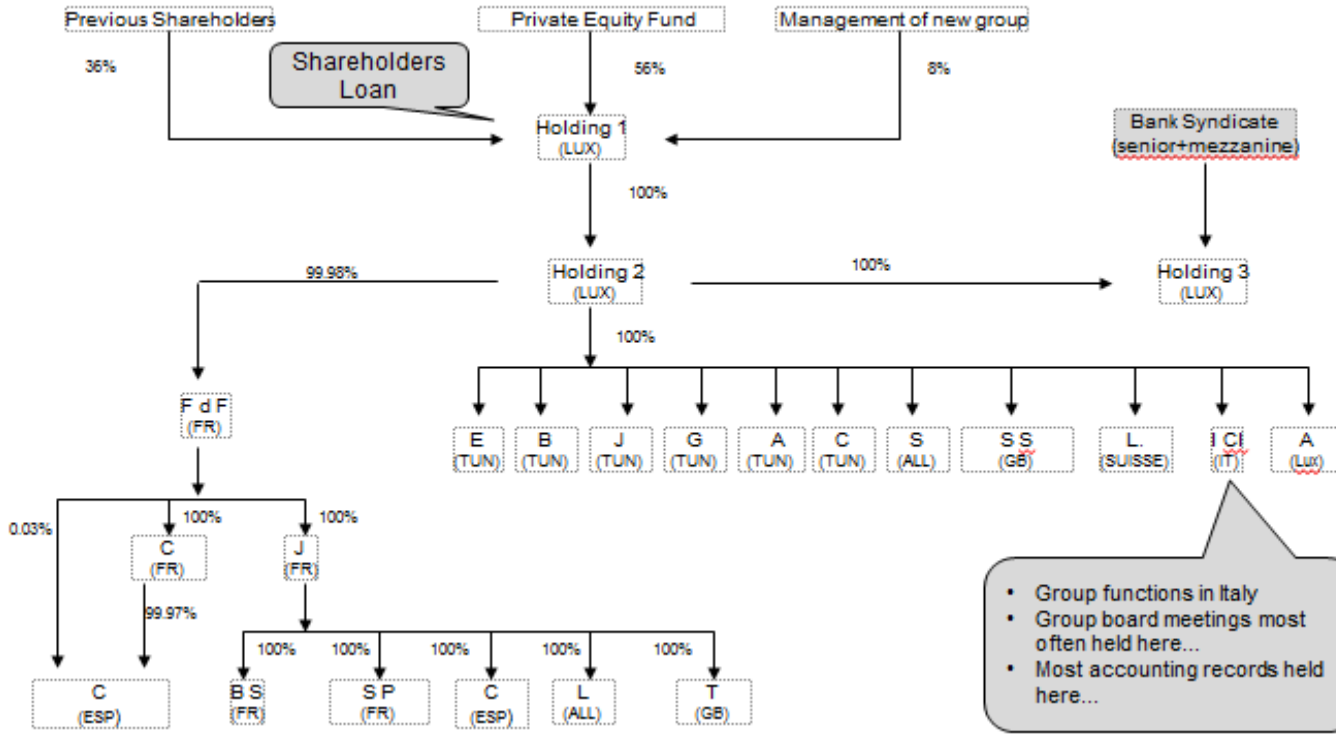 Previous Shareholders
Private Equity Fund
Management of new group
36%
Shareholders
Loan
56%
8%
Holding 1
(LUX)
Bank Syndicate
(senior+mezzanine)
100%
99.98%
Holding 2
(LUX)
100%
Holding 3
(LUX)
100%
F d F
(FR)
E
(TUN)
B
(TUN)
J
(TUN)
G
(TUN)
A
(TUN)
C
(TUN)
S
(ALL)
S S
(GB)
L.
(SUISSE)
I CI
(IT)
A
(Lux)
0.03%
100%
100%
C
(FR)
J
(FR)
99.97%
100%
100%
100%
100%
100%
C
(ESP)
B S
(FR)
S P
(FR)
C
(ESP)
L
(ALL)
T
(GB)
• Group functions in Italy
• Group board meetings most
often held here...
• Most accounting records held
here...